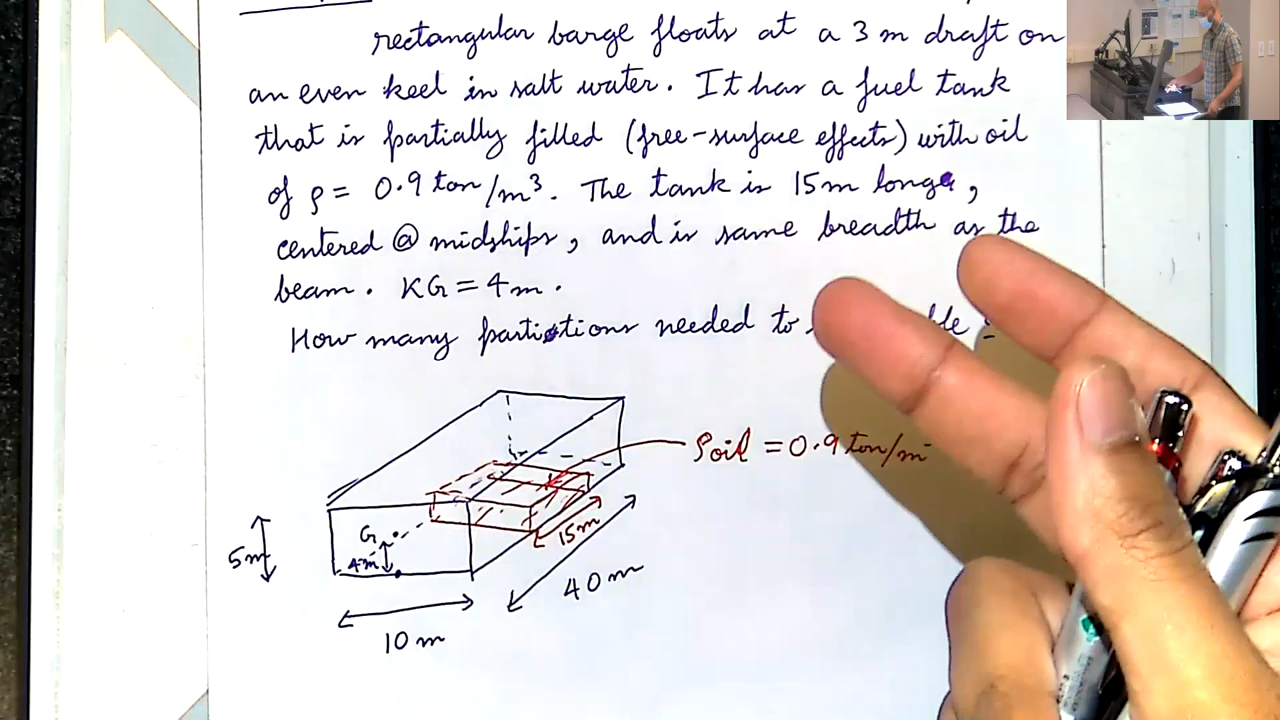 rectangular barge floats at a 3 m draft on
an even keel in salt water. It has a fuel tank
that is partially filled (free-surface effects) with oil
of ρ = 0.9 ton/m³. The tank is 15m long,
centered @ midships, and is same breadth as the
beam. KG = 4m.
How many partitions needed to
ρoil = 0.9 ton/m
G
4m
5m
15m
40 m
10 m